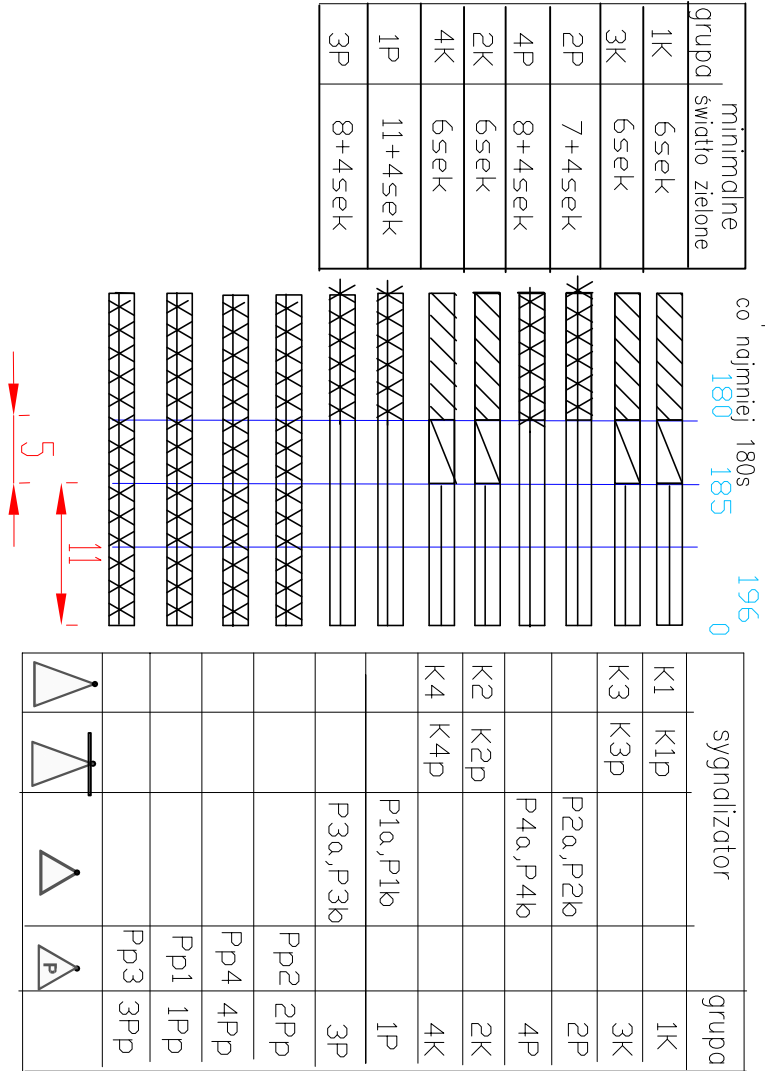 grupa minimalne światło zielone
1K 6sek
3K 6sek
2P 7+4sek
4P 8+4sek
2K 6sek
4K 6sek
1P 11+4sek
3P 8+4sek
co najmniej 180s
180 185 196 0
5
11
sygnalizator grupa
K1 K1p 1K
K3 K3p 3K
P2a,P2b 2P
P4a,P4b 4P
K2 K2p 2K
K4 K4p 4K
P1a,P1b 1P
P3a,P3b 3P
Pp2 2Pp
Pp4 4Pp
Pp1 1Pp
Pp3 3Pp
P